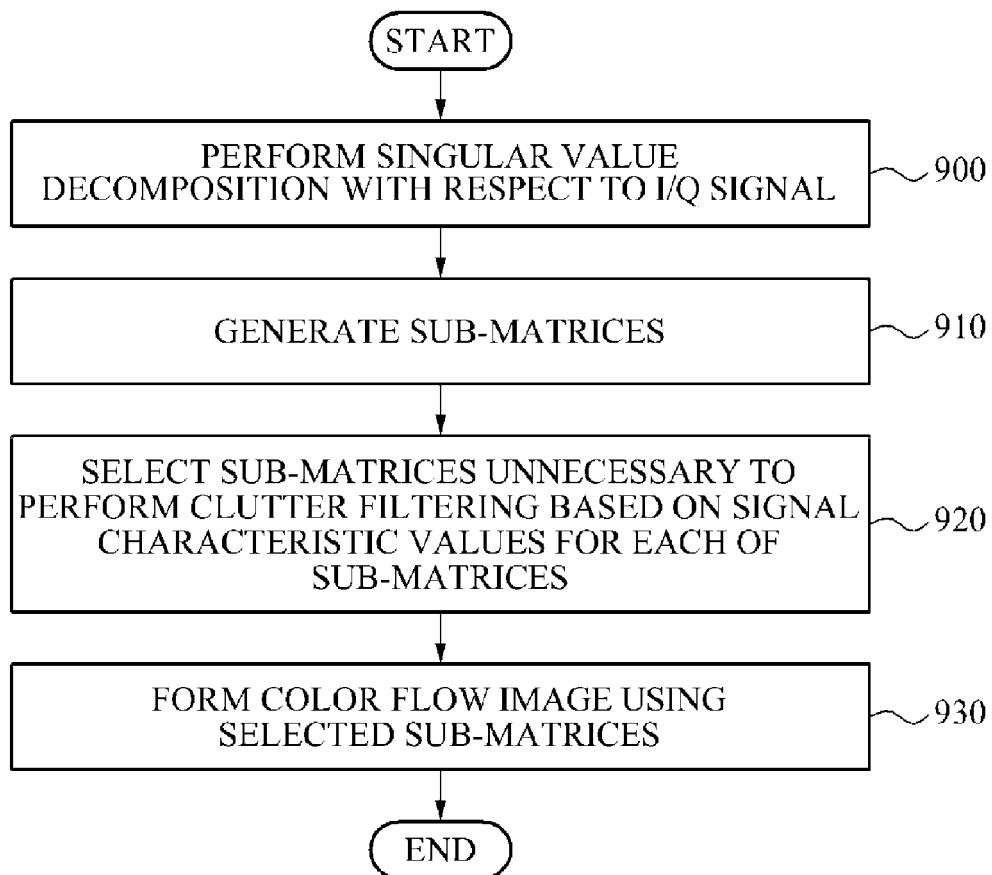 START
PERFORM SINGULAR VALUE
DECOMPOSITION WITH RESPECT TO I/Q SIGNAL
900
GENERATE SUB-MATRICES
910
SELECT SUB-MATRICES UNNECESSARY TO
PERFORM CLUTTER FILTERING BASED ON SIGNAL
CHARACTERISTIC VALUES FOR EACH OF
SUB-MATRICES
920
FORM COLOR FLOW IMAGE USING
SELECTED SUB-MATRICES
930
END